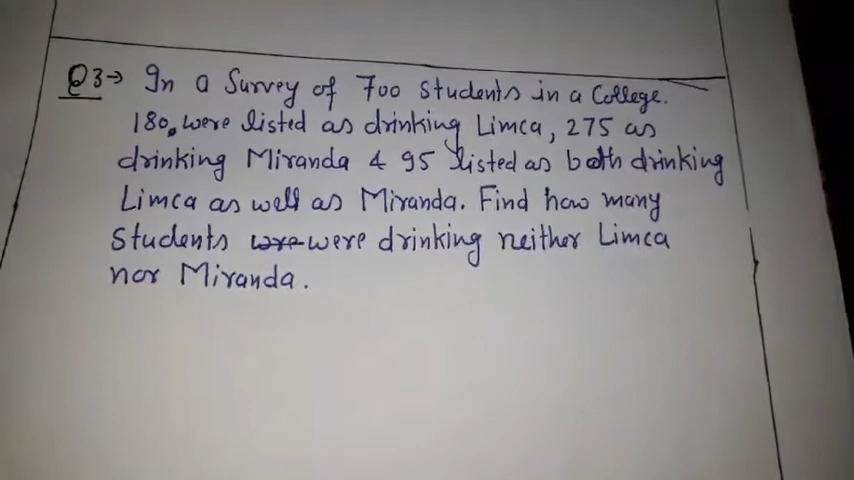 Q3→ In a Survey of 700 students in a College.
180, were listed as drinking Limca, 275 as
drinking Miranda & 95 listed as both drinking
Limca as well as Miranda. Find how many
students were were drinking neither Limca
nor Miranda.